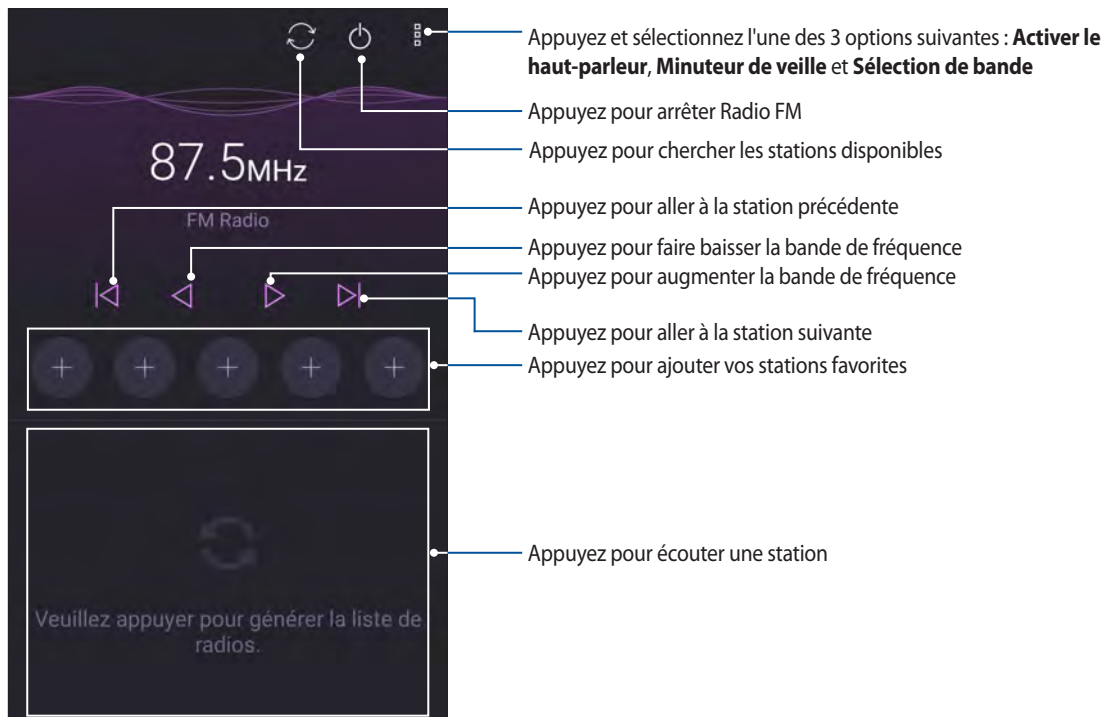 Appuyez et sélectionnez l'une des 3 options suivantes : Activer le
haut-parleur, Minuteur de veille et Sélection de bande
Appuyez pour arrêter Radio FM
Appuyez pour chercher les stations disponibles
87.5MHz
FM Radio
Appuyez pour aller à la station précédente
Appuyez pour faire baisser la bande de fréquence
Appuyez pour augmenter la bande de fréquence
Appuyez pour aller à la station suivante
Appuyez pour ajouter vos stations favorites
Appuyez pour écouter une station
Veuillez appuyer pour générer la liste de
radios.